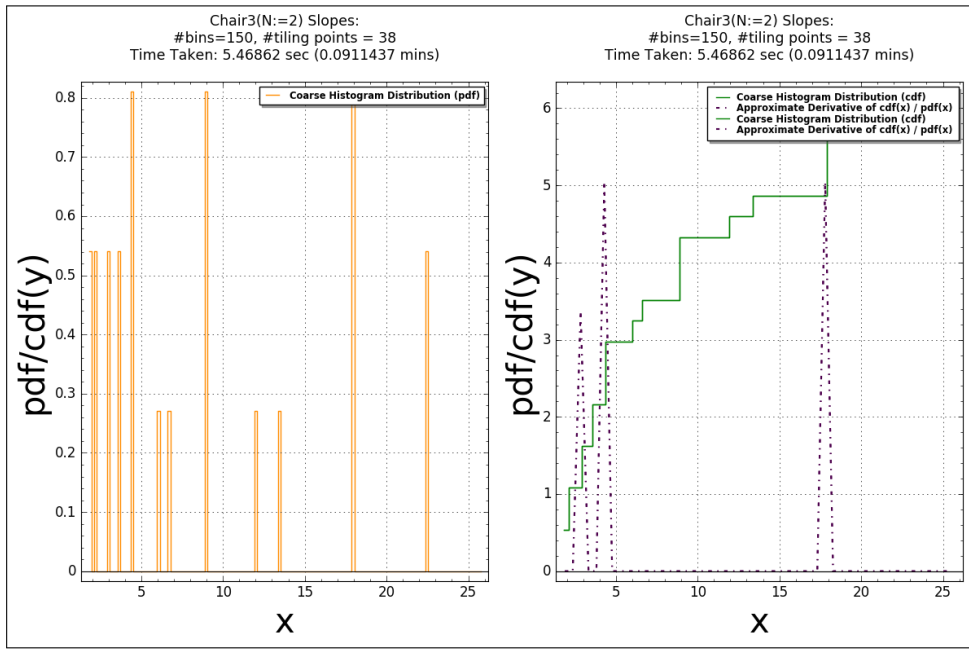 Chair3(N:=2) Slopes:
#bins=150, #tiling points = 38
Time Taken: 5.46862 sec (0.0911437 mins)
Coarse Histogram Distribution (pdf)
0.8
0.7
0.6
0.5
0.4
0.3
0.2
0.1
0
pdf/cdf(y)
5
10
15
20
25
x
Chair3(N:=2) Slopes:
#bins=150, #tiling points = 38
Time Taken: 5.46862 sec (0.0911437 mins)
Coarse Histogram Distribution (cdf)
Approximate Derivative of cdf(x) / pdf(x)
Coarse Histogram Distribution (cdf)
Approximate Derivative of cdf(x) / pdf(x)
6
5
4
3
2
1
0
pdf/cdf(y)
5
10
15
20
25
x